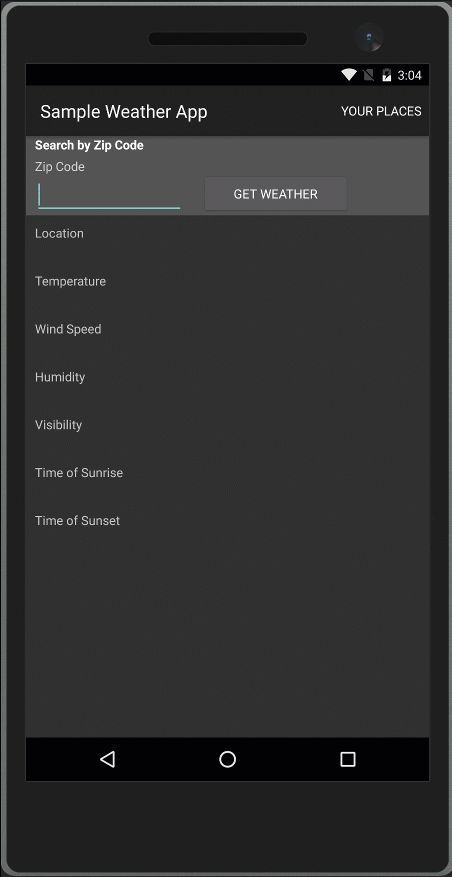 3:04
Sample Weather App YOUR PLACES
Search by Zip Code
Zip Code
GET WEATHER
Location
Temperature
Wind Speed
Humidity
Visibility
Time of Sunrise
Time of Sunset